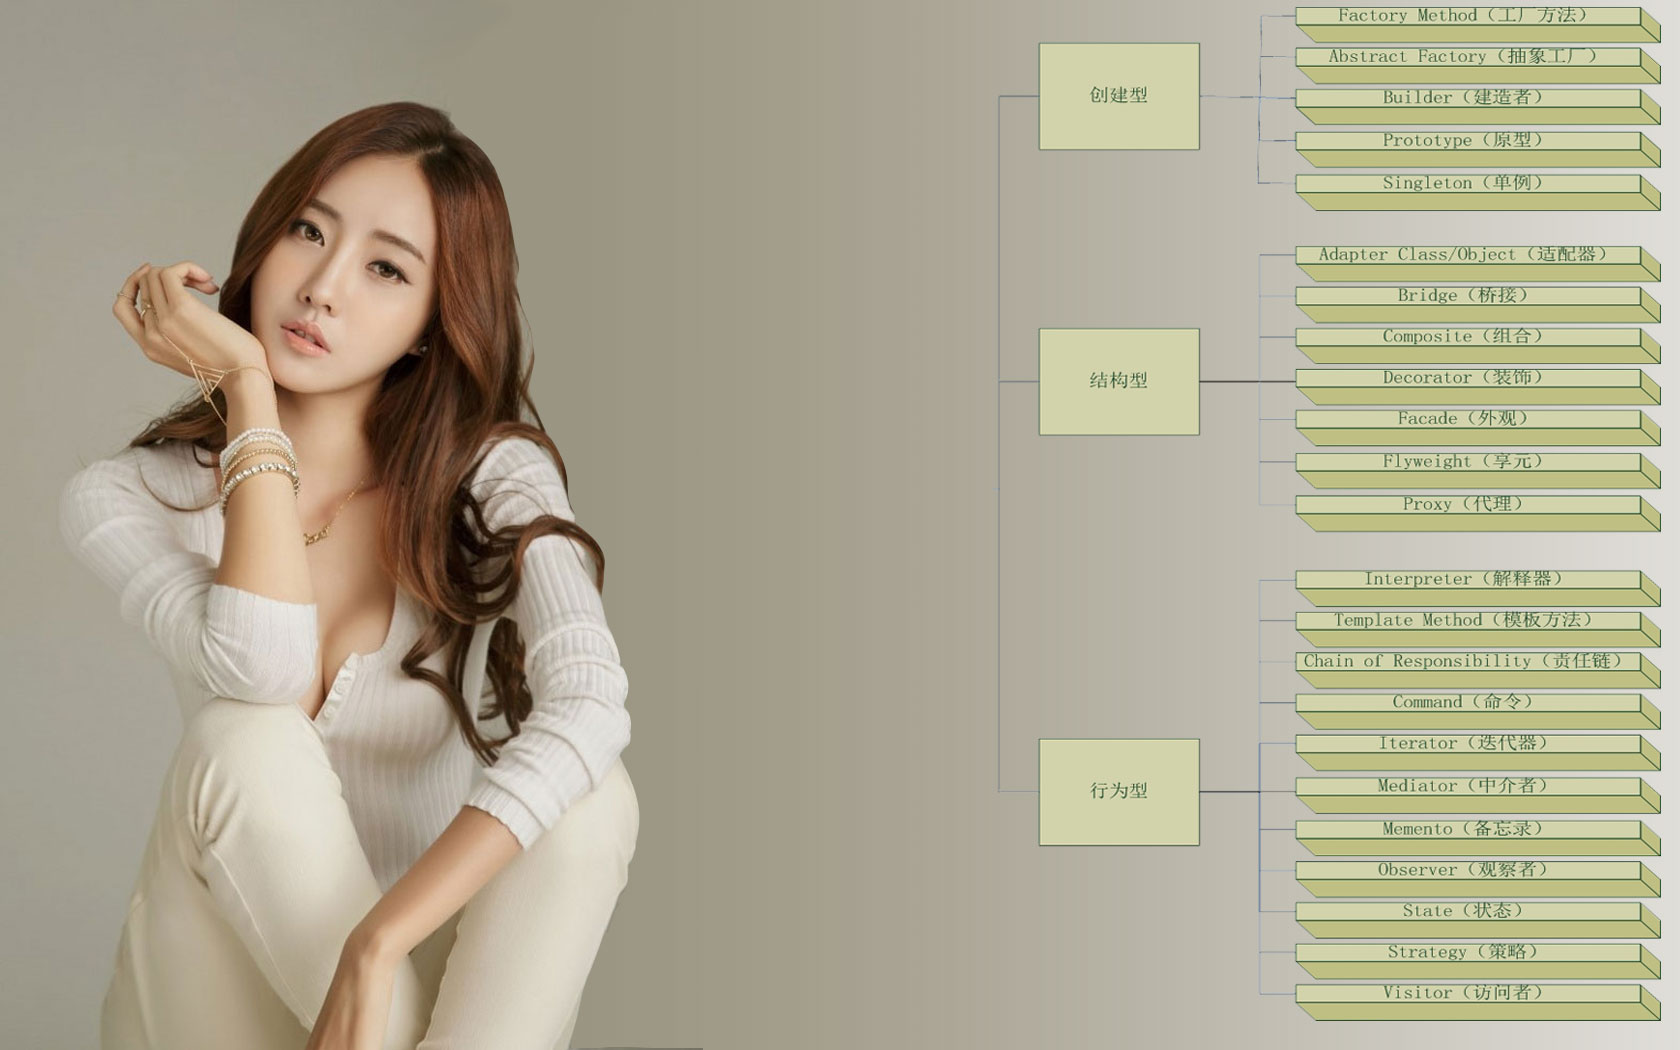 创建型
Factory Method（工厂方法）
Abstract Factory（抽象工厂）
Builder（建造者）
Prototype（原型）
Singleton（单例）
结构型
Adapter Class/Object（适配器）
Bridge（桥接）
Composite（组合）
Decorator（装饰）
Facade（外观）
Flyweight（享元）
Proxy（代理）
行为型
Interpreter（解释器）
Template Method（模板方法）
Chain of Responsibility（责任链）
Command（命令）
Iterator（迭代器）
Mediator（中介者）
Memento（备忘录）
Observer（观察者）
State（状态）
Strategy（策略）
Visitor（访问者）